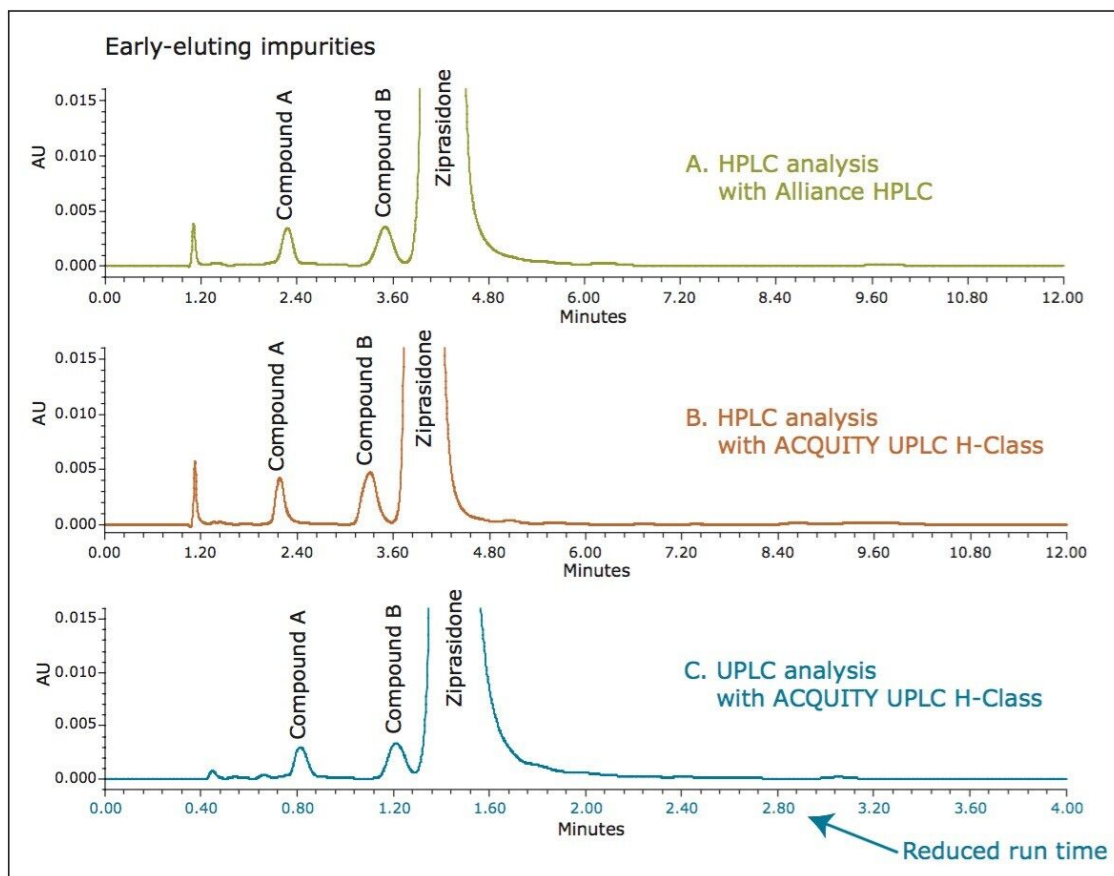 Early-eluting impurities
Compound A
Compound B
Ziprasidone
A. HPLC analysis
with Alliance HPLC
AU
0.015
0.010
0.005
0.000
0.00 1.20 2.40 3.60 4.80 6.00 7.20 8.40 9.60 10.80 12.00
Minutes
Compound A
Compound B
Ziprasidone
B. HPLC analysis
with ACQUITY UPLC H-Class
AU
0.015
0.010
0.005
0.000
0.00 1.20 2.40 3.60 4.80 6.00 7.20 8.40 9.60 10.80 12.00
Minutes
Compound A
Compound B
Ziprasidone
C. UPLC analysis
with ACQUITY UPLC H-Class
AU
0.015
0.010
0.005
0.000
0.00 0.40 0.80 1.20 1.60 2.00 2.40 2.80 3.20 3.60 4.00
Minutes
Reduced run time